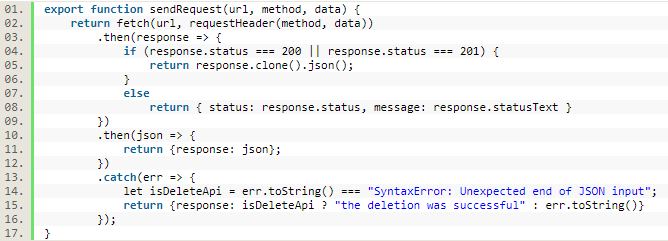 01. export function sendRequest(url, method, data) {
02.     return fetch(url, requestHeader(method, data))
03.         .then(response => {
04.             if (response.status === 200 || response.status === 201) {
05.                 return response.clone().json();
06.             }
07.             else
08.                 return { status: response.status, message: response.statusText }
09.         })
10.         .then(json => {
11.             return {response: json};
12.         })
13.         .catch(err => {
14.             let isDeleteApi = err.toString() === "SyntaxError: Unexpected end of JSON input";
15.             return {response: isDeleteApi ? "the deletion was successful" : err.toString()}
16.         });
17. }